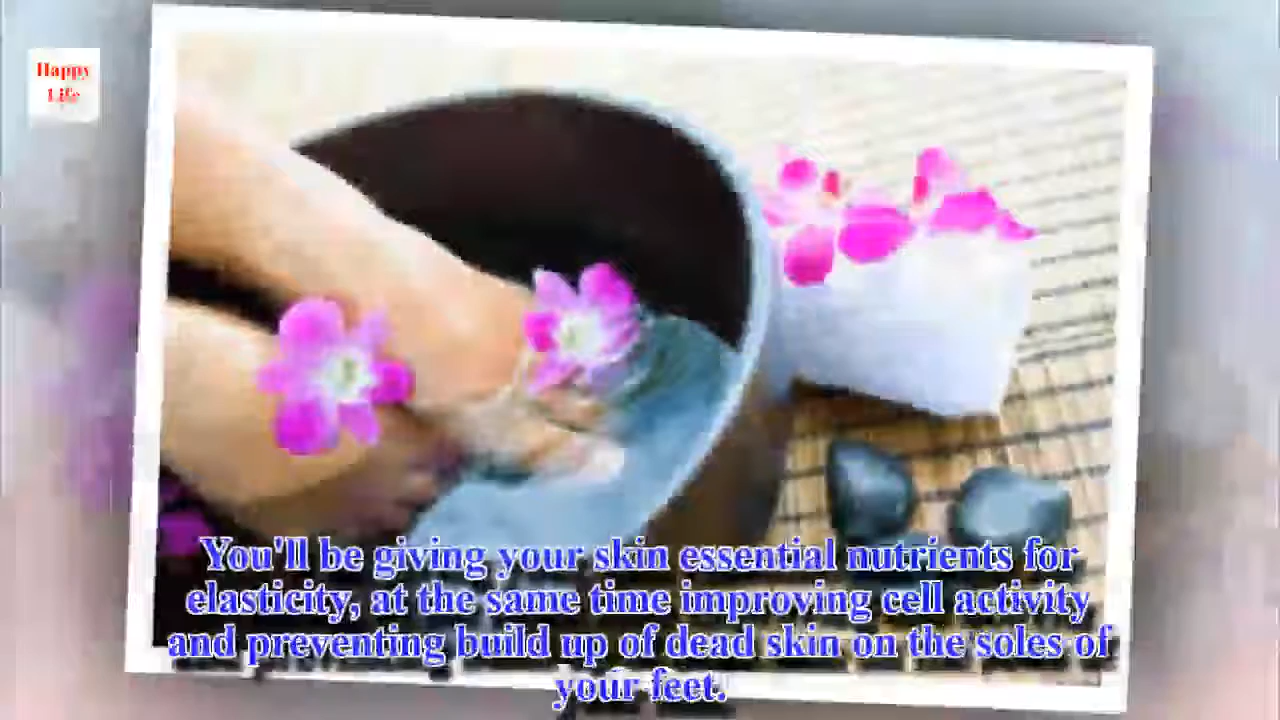 Happy
Life
You'll be giving your skin essential nutrients for
elasticity, at the same time improving cell activity
and preventing build up of dead skin on the soles of
your feet.